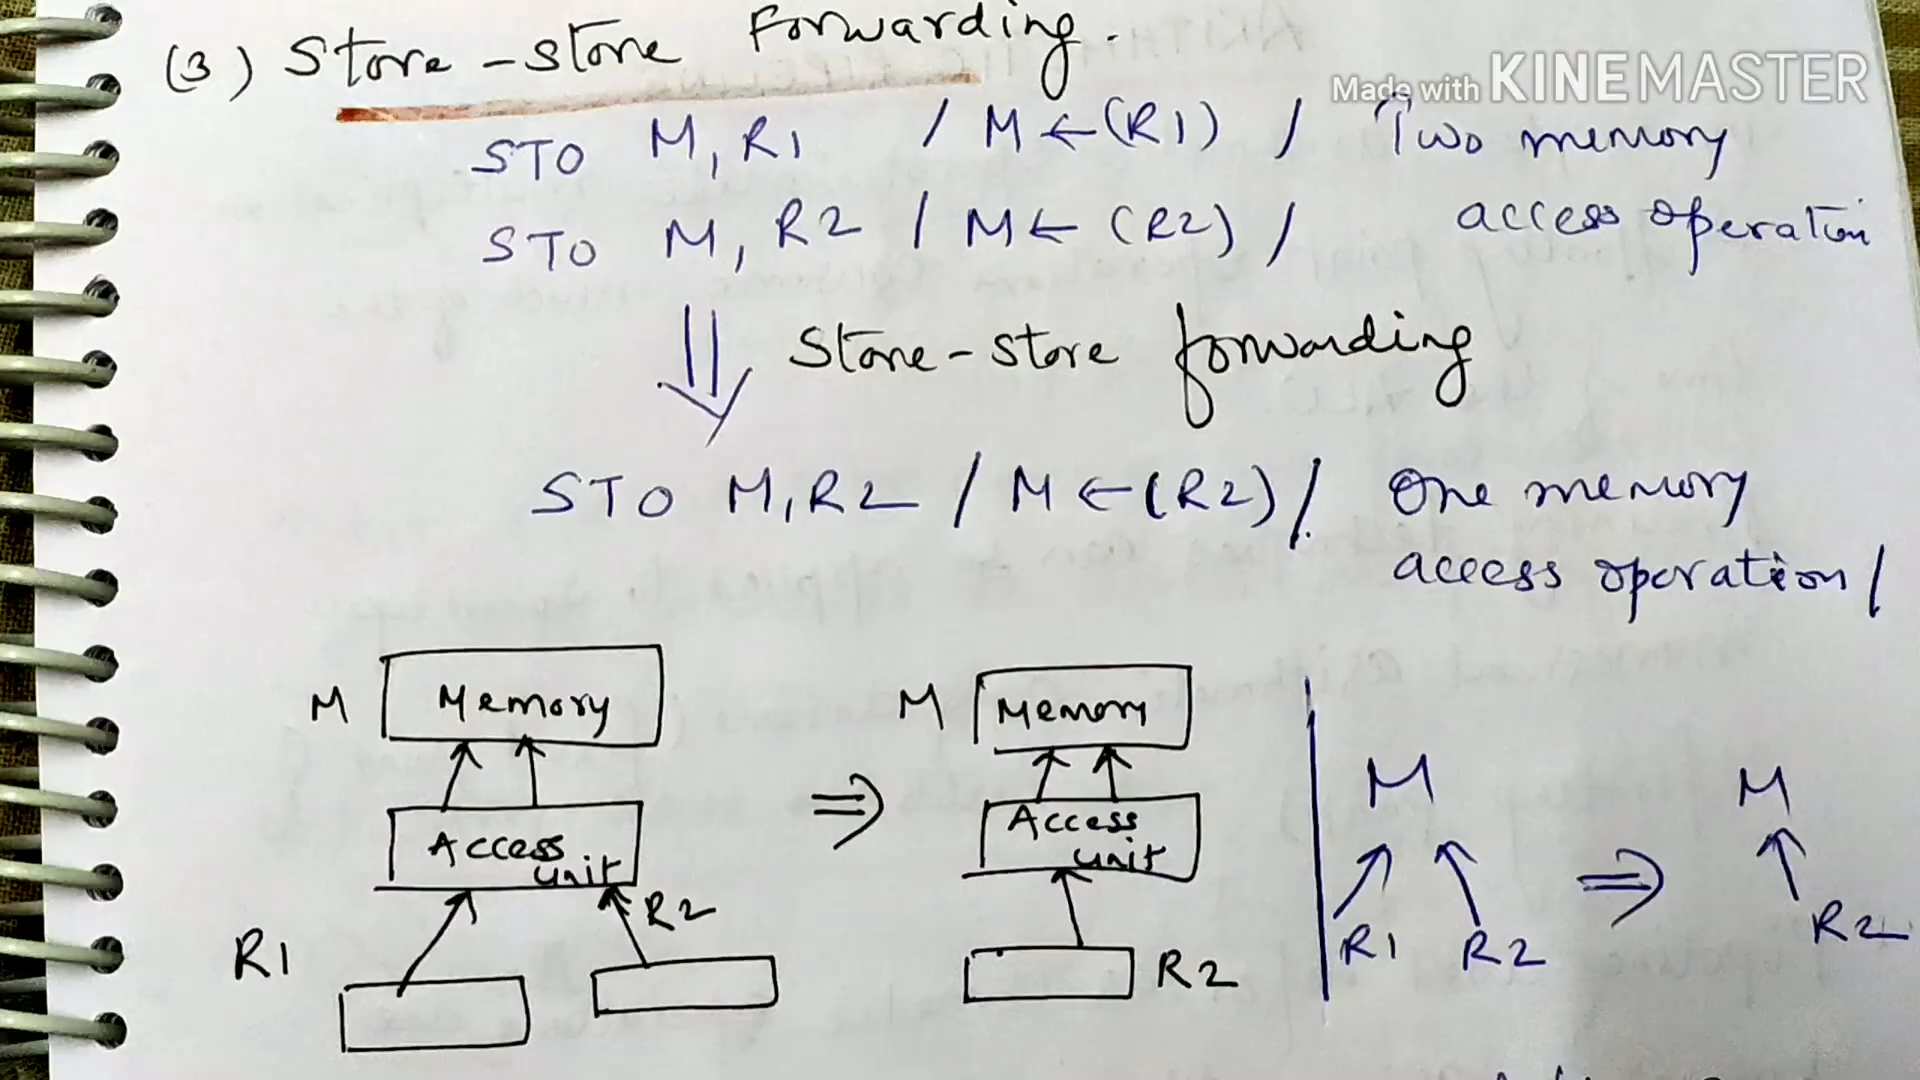 (3) Store-store Forwarding.
Made with KINEMASTER
STO M, R1 / M ← (R1) / Two memory
access operation
STO M, R2 / M ← (R2) /
⇓ Store-store forwarding
STO M, R2 / M ← (R2) / One memory
access operation /
M Memory ⇒ M Memory
Access unit
Access unit
R1 R2
R2
M ⇒ M
R1 R2
R2